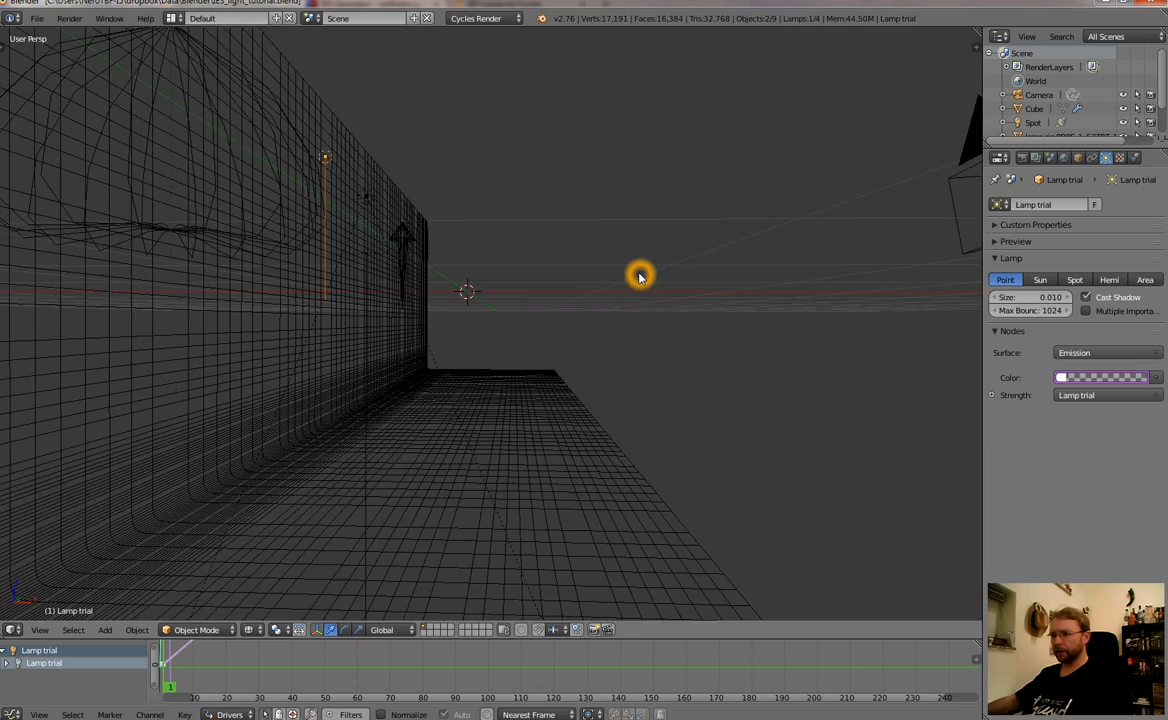 Blender [C:\Users\NeroTBF-LS\dropbox\Data\Blender\ES_light_tutorial.blend]
File Render Window Help Default Scene Cycles Render v2.76 | Verts:17,191 | Faces:16,384 | Tris:32,768 | Objects:2/9 | Lamps:1/4 | Mem:44.50M | Lamp trial
User Persp
View Search All Scenes
Scene
RenderLayers
World
Camera
Cube
Spot
Lamp trial Lamp trial
Lamp trial F
Custom Properties
Preview
Lamp
Point Sun Spot Hemi Area
Size: 0.010 Cast Shadow
Max Bounc: 1024 Multiple Importa...
Nodes
Surface: Emission
Color:
Strength: Lamp trial
(1) Lamp trial
View Select Add Object Object Mode Global
Lamp trial
Lamp trial
1
10 20 30 40 50 60 70 80 90 100 110 120 130 140 150 160 170 180 190 200 210 220 230 240
View Select Marker Channel Key Drivers Filters Normalize Auto Nearest Frame